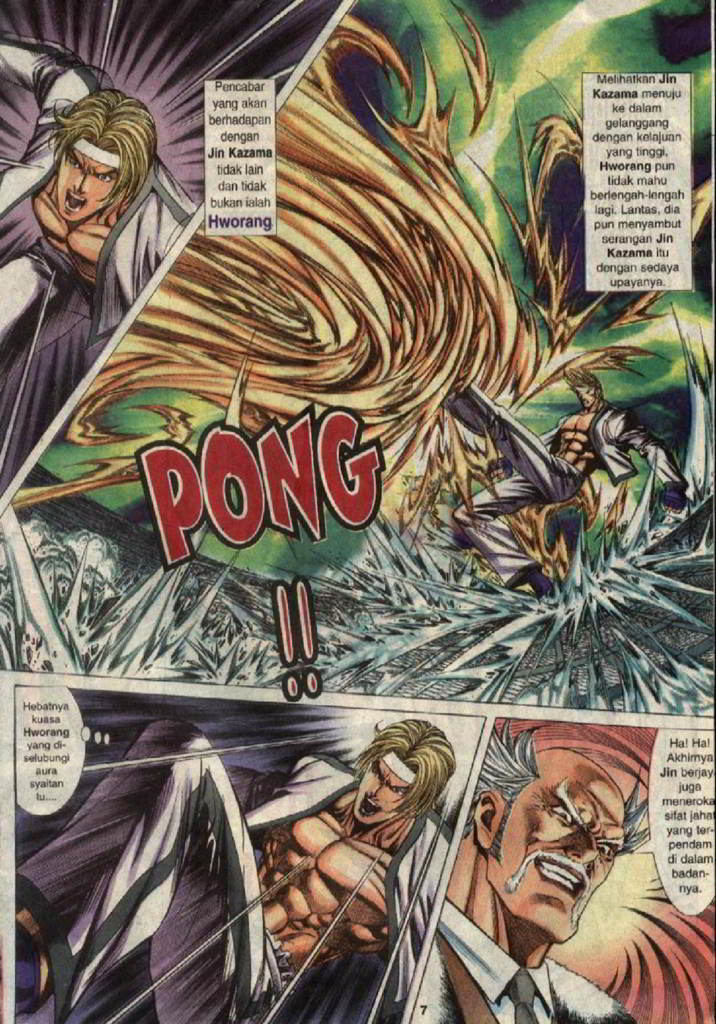 Pencabar
yang akan
berhadapan
dengan
Jin Kazama
tidak lain
dan tidak
bukan ialah
Hworang.
Melihatkan Jin
Kazama menuju
ke dalam
gelanggang
dengan kelajuan
yang tinggi,
Hworang pun
tidak mahu
berlengah-lengah
lagi. Lantas, dia
pun menyambut
serangan Jin
Kazama itu
dengan sedaya
upayanya.
PONG
!!
Hebatnya
kuasa
Hworang
yang di-
selubungi
aura
syaitan
tu....
Ha! Ha!
Akhirnya
Jin berjay
juga
meneroka
sifat jahat
yang ter-
pendam
di dalam
badan-
nya.
7